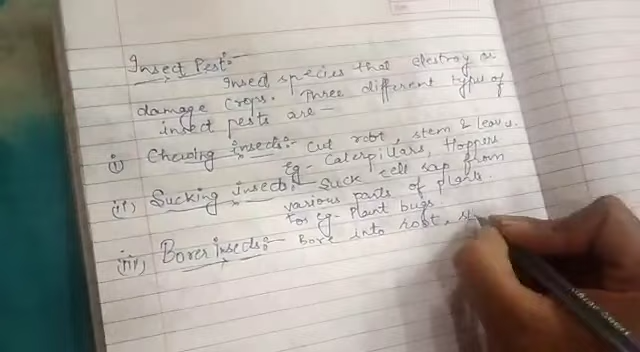 Insect Pest:-
Insect species that destroy or
damage crops. Three different types of
insect pests are -
(i) Chewing insects:- cut root, stem & leaves.
Eg- Caterpillars, Hoppers
(ii) Sucking insects:- Suck cell sap from
various parts of plants.
For eg- Plant bugs
(iii) Borer insects:- Bore into root, st